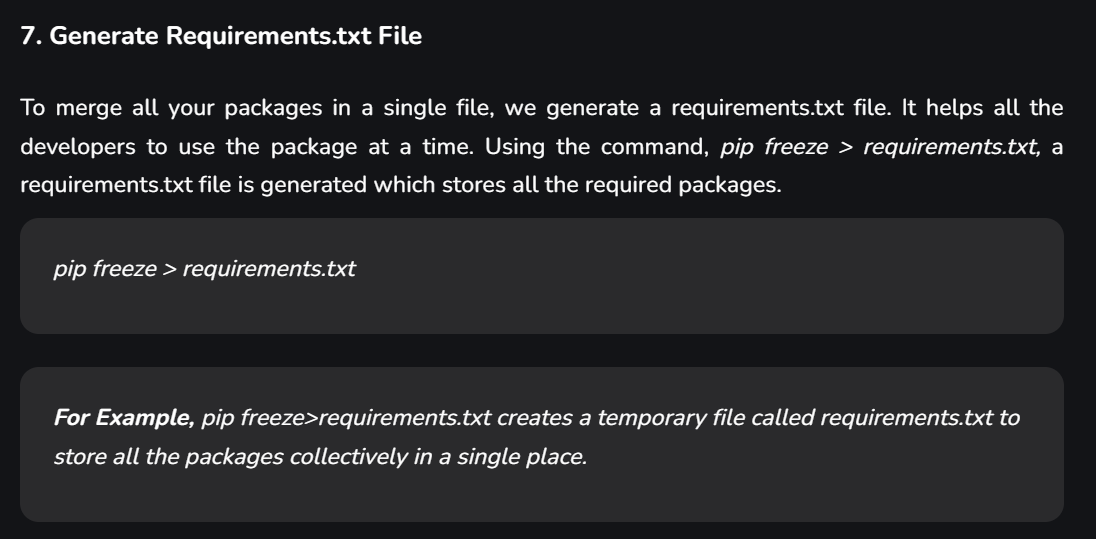 7. Generate Requirements.txt File
To merge all your packages in a single file, we generate a requirements.txt file. It helps all the
developers to use the package at a time. Using the command, pip freeze > requirements.txt, a
requirements.txt file is generated which stores all the required packages.
pip freeze > requirements.txt
For Example, pip freeze>requirements.txt creates a temporary file called requirements.txt to
store all the packages collectively in a single place.